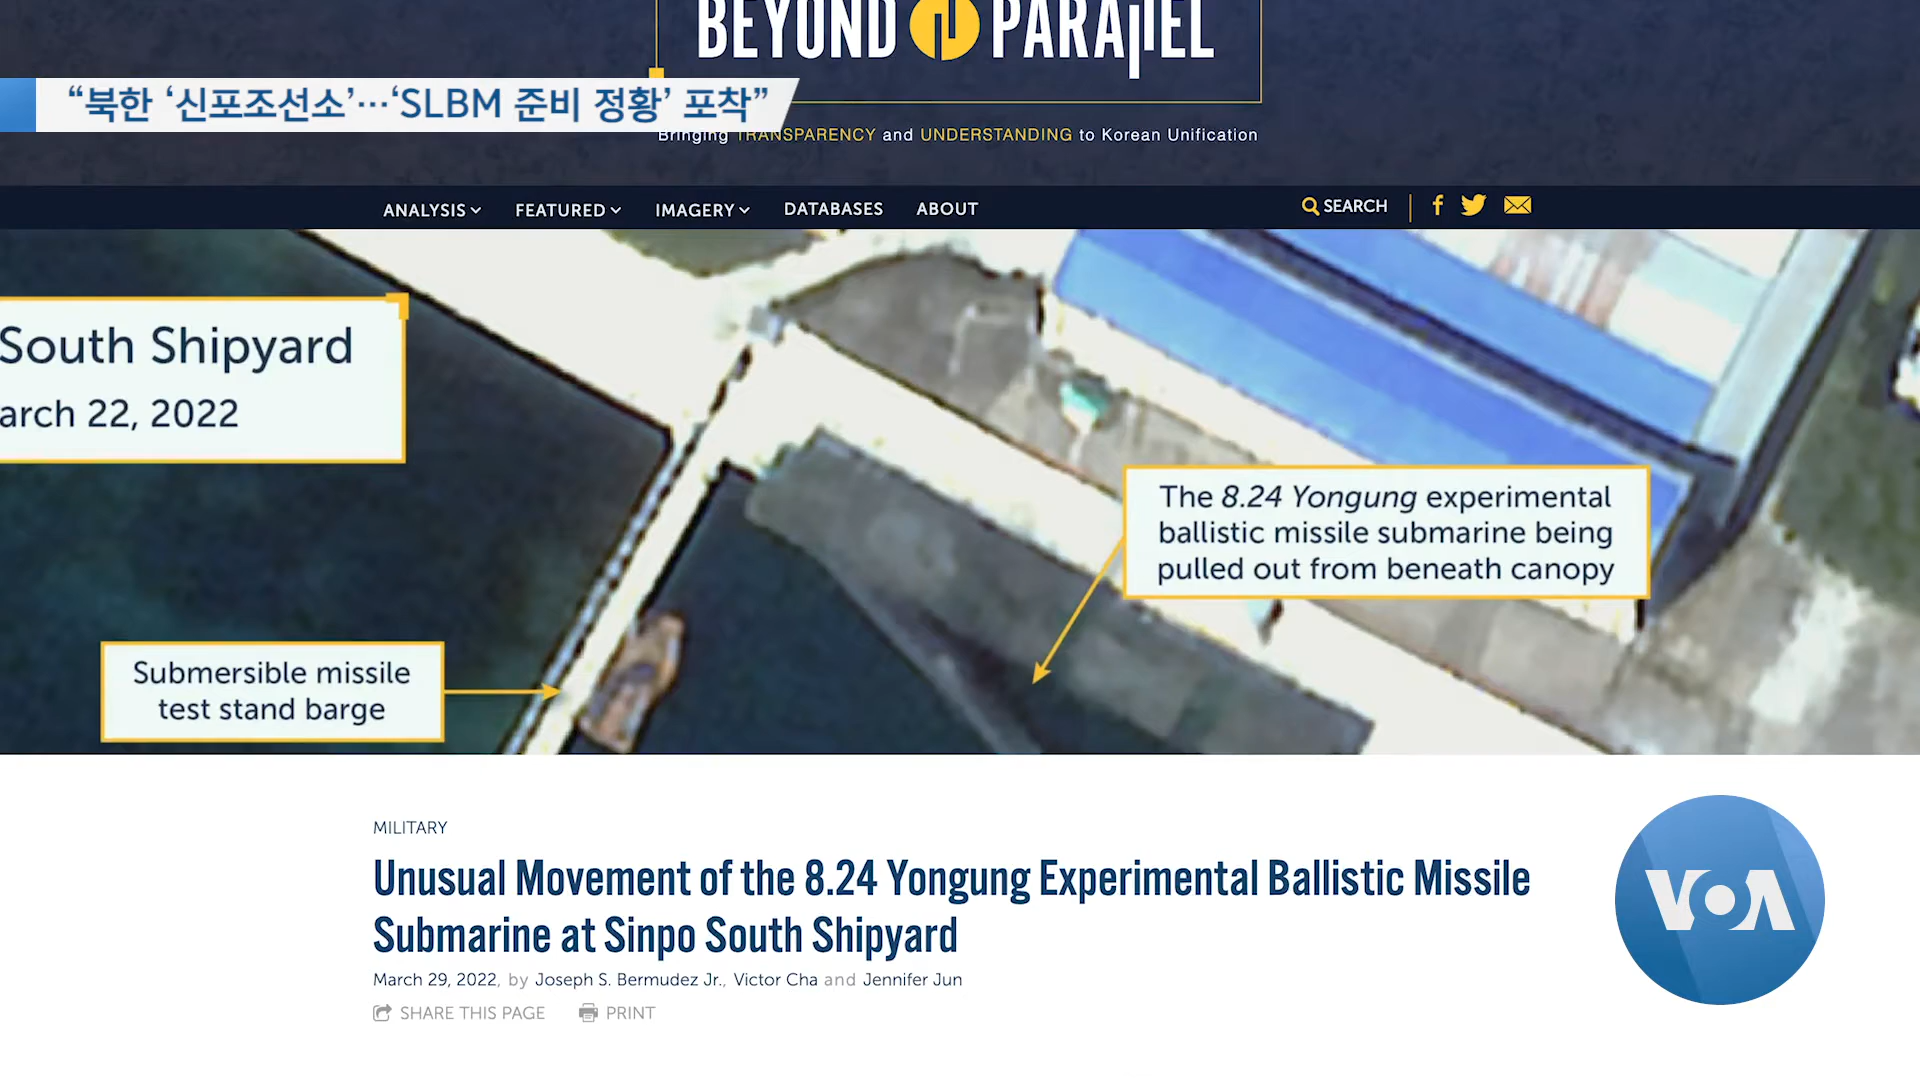 BEYOND PARALLEL
“북한 ‘신포조선소’…‘SLBM 준비 정황’ 포착”
Bringing TRANSPARENCY and UNDERSTANDING to Korean Unification
ANALYSIS FEATURED IMAGERY DATABASES ABOUT SEARCH
South Shipyard
arch 22, 2022
The 8.24 Yongung experimental
ballistic missile submarine being
pulled out from beneath canopy
Submersible missile
test stand barge
MILITARY
Unusual Movement of the 8.24 Yongung Experimental Ballistic Missile
Submarine at Sinpo South Shipyard
March 29, 2022, by Joseph S. Bermudez Jr., Victor Cha and Jennifer Jun
SHARE THIS PAGE PRINT
VOA